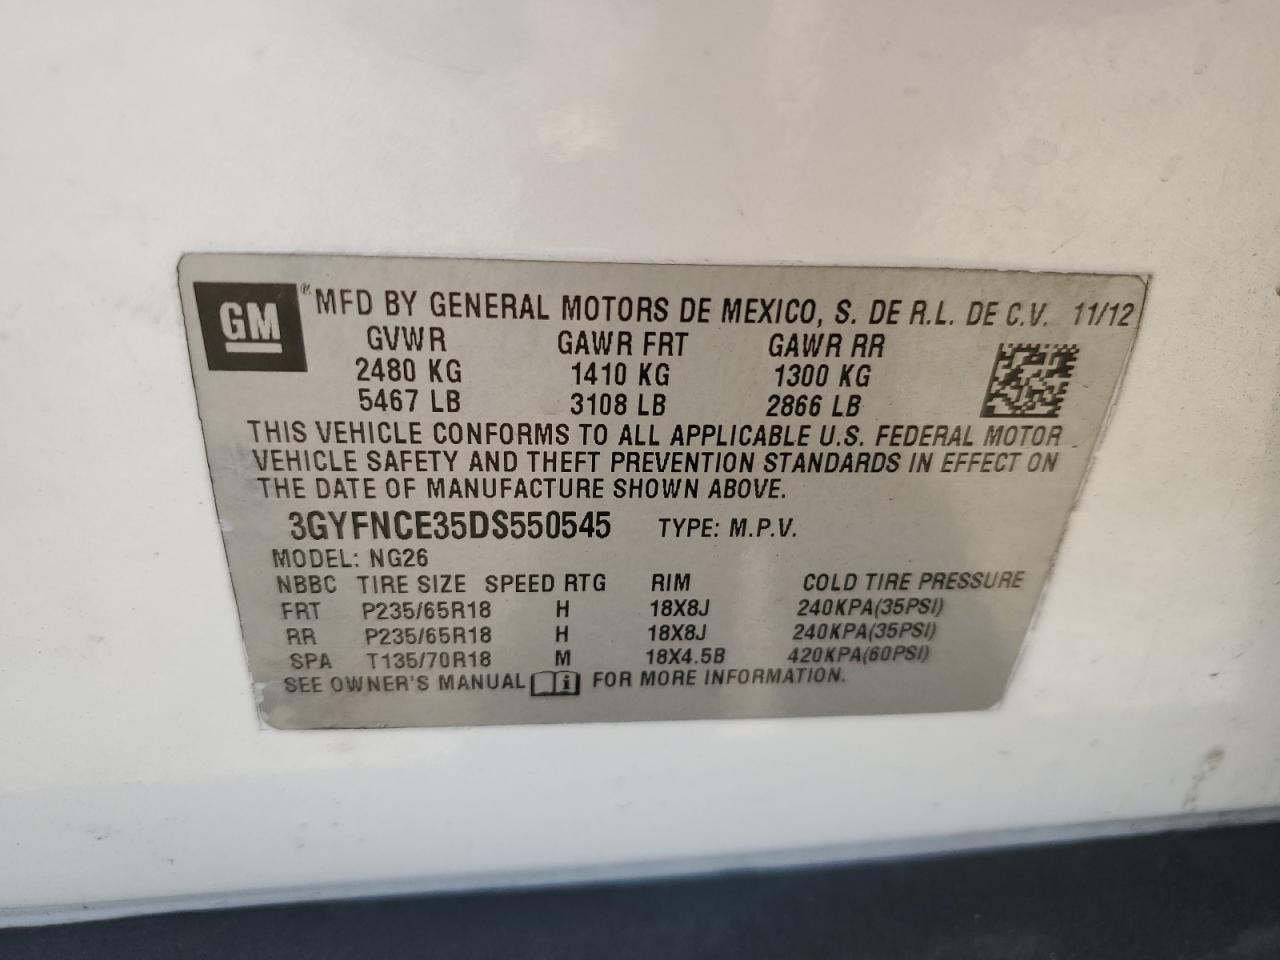 GM ® MFD BY GENERAL MOTORS DE MEXICO, S. DE R.L. DE C.V. 11/12
GVWR GAWR FRT GAWR RR
2480 KG 1410 KG 1300 KG
5467 LB 3108 LB 2866 LB
THIS VEHICLE CONFORMS TO ALL APPLICABLE U.S. FEDERAL MOTOR
VEHICLE SAFETY AND THEFT PREVENTION STANDARDS IN EFFECT ON
THE DATE OF MANUFACTURE SHOWN ABOVE.
3GYFNCE35DS550545 TYPE: M.P.V.
MODEL: NG26
NBBC TIRE SIZE SPEED RTG RIM COLD TIRE PRESSURE
FRT P235/65R18 H 18X8J 240KPA(35PSI)
RR P235/65R18 H 18X8J 240KPA(35PSI)
SPA T135/70R18 M 18X4.5B 420KPA(60PSI)
SEE OWNER'S MANUAL i FOR MORE INFORMATION.